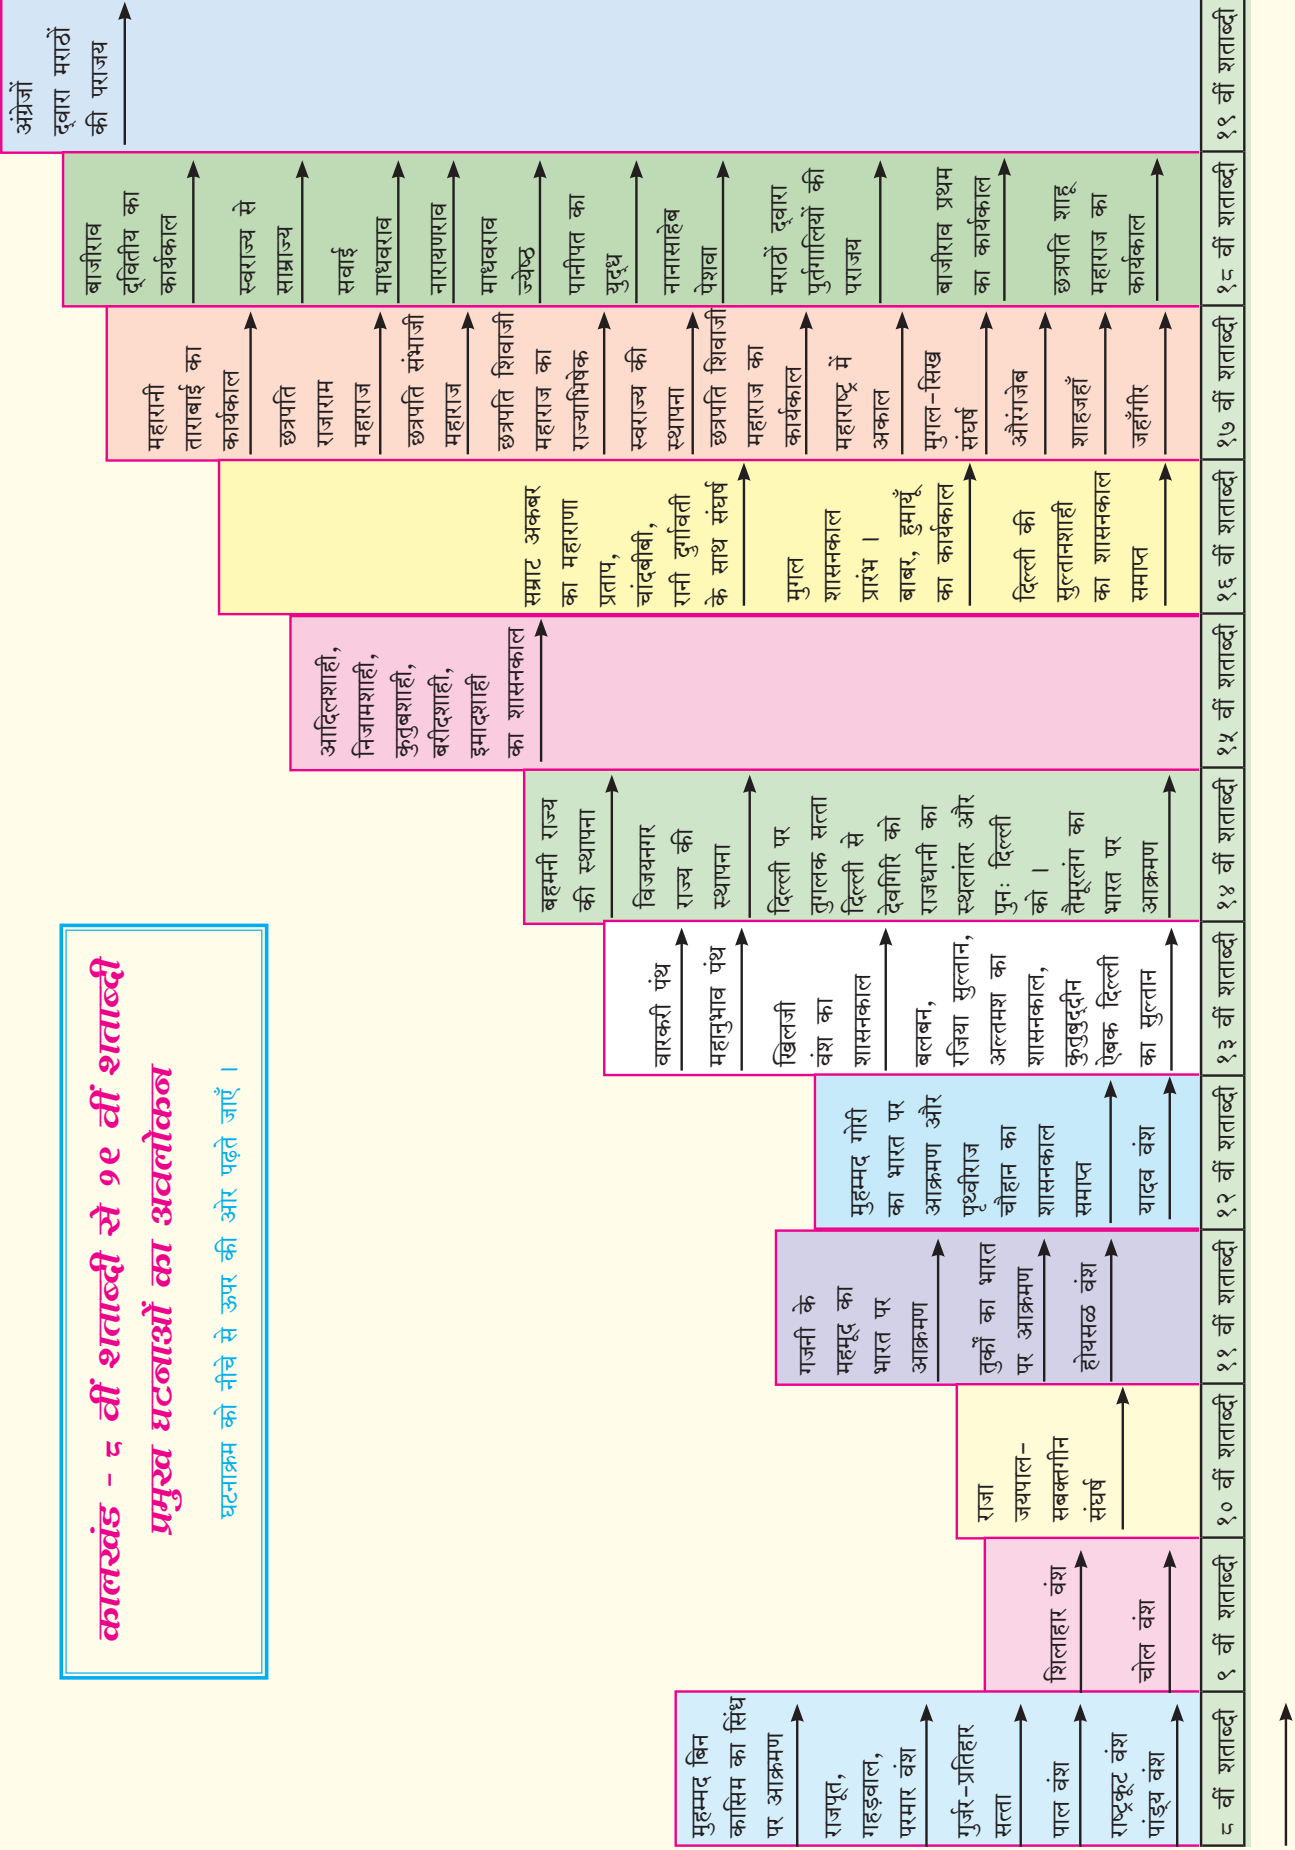 कालखंड - ८ वीं शताब्दी से १९ वीं शताब्दी
प्रमुख घटनाओं का अवलोकन
घटनाक्रम को नीचे से ऊपर की ओर पढ़ते जाएँ ।
मुहम्मद बिन
कासिम का सिंध
पर आक्रमण
राजपूत,
गहड़वाल,
परमार वंश
गुर्जर-प्रतिहार
सत्ता
पाल वंश
राष्ट्रकूट वंश
पांड्य वंश
८ वीं शताब्दी
शिलाहार वंश
चोल वंश
९ वीं शताब्दी
राजा
जयपाल-
सबक्तगीन
संघर्ष
१० वीं शताब्दी
गजनी के
महमूद का
भारत पर
आक्रमण
तुर्कों का भारत
पर आक्रमण
होयसळ वंश
११ वीं शताब्दी
मुहम्मद गोरी
का भारत पर
आक्रमण और
पृथ्वीराज
चौहान का
शासनकाल
समाप्त
यादव वंश
१२ वीं शताब्दी
वारकरी पंथ
महानुभाव पंथ
खिलजी
वंश का
शासनकाल
बलबन,
रजिया सुल्तान,
अल्तमश का
शासनकाल,
कुतुबुद्दीन
ऐबक दिल्ली
का सुल्तान
१३ वीं शताब्दी
बहमनी राज्य
की स्थापना
विजयनगर
राज्य की
स्थापना
दिल्ली पर
तुगलक सत्ता
दिल्ली से
देवगिरि को
राजधानी का
स्थलांतर और
पुनः दिल्ली
को ।
तैमूरलंग का
भारत पर
आक्रमण
१४ वीं शताब्दी
आदिलशाही,
निजामशाही,
कुतुबशाही,
बरीदशाही,
इमादशाही
का शासनकाल
१५ वीं शताब्दी
सम्राट अकबर
का महाराणा
प्रताप,
चांदबीबी,
रानी दुर्गावती
के साथ संघर्ष
मुगल
शासनकाल
प्रारंभ ।
बाबर, हुमायूँ
का कार्यकाल
दिल्ली की
सुल्तानशाही
का शासनकाल
समाप्त
१६ वीं शताब्दी
महारानी
ताराबाई का
कार्यकाल
छत्रपति
राजाराम
महाराज
छत्रपति संभाजी
महाराज
छत्रपति शिवाजी
महाराज का
राज्याभिषेक
स्वराज्य की
स्थापना
छत्रपति शिवाजी
महाराज का
कार्यकाल
महाराष्ट्र में
अकाल
मुगल-सिख
संघर्ष
औरंगजेब
शाहजहाँ
जहाँगीर
१७ वीं शताब्दी
बाजीराव
द्वितीय का
कार्यकाल
स्वराज्य से
साम्राज्य
सवाई
माधवराव
नारायणराव
माधवराव
ज्येष्ठ
पानीपत का
युद्ध
नानासाहेब
पेशवा
मराठों द्वारा
पुर्तगालियों की
पराजय
बाजीराव प्रथम
का कार्यकाल
छत्रपति शाहू
महाराज का
कार्यकाल
१८ वीं शताब्दी
अंग्रेजों
द्वारा मराठों
की पराजय
१९ वीं शताब्दी